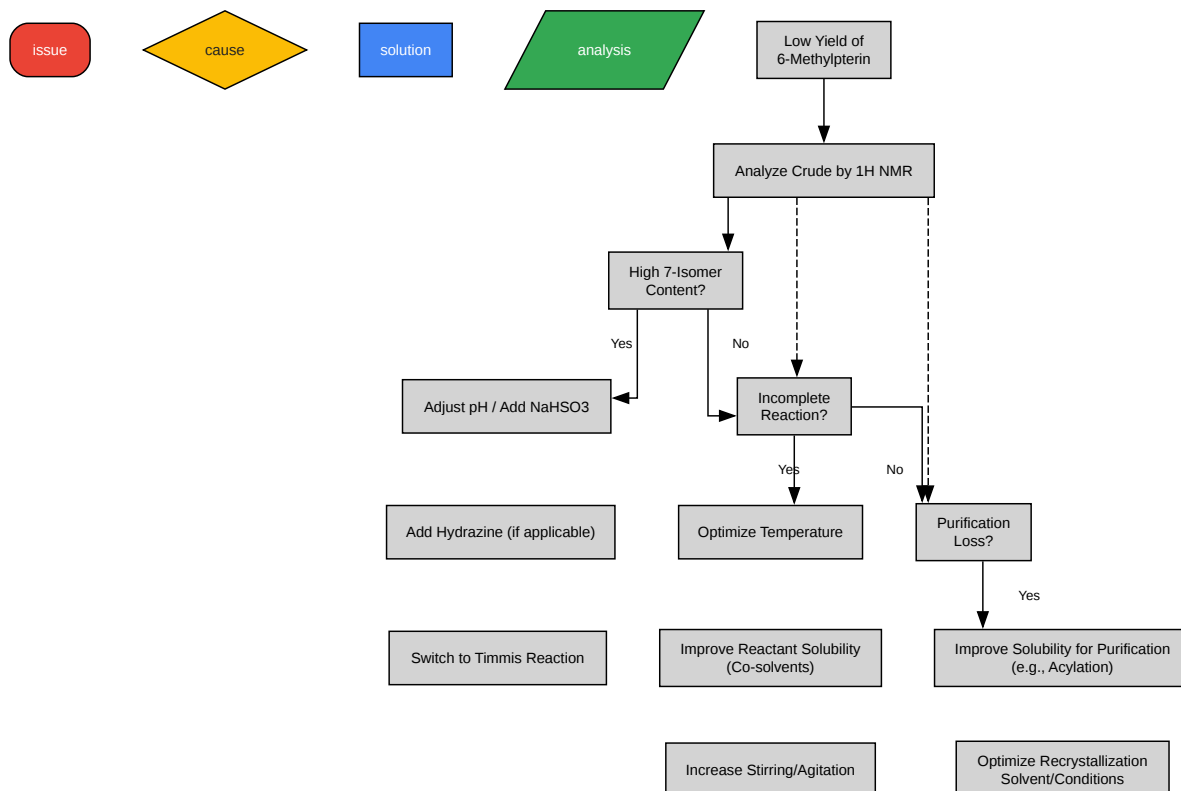 issue
cause
solution
analysis
Low Yield of
6-Methylpterin
Analyze Crude by 1H NMR
High 7-Isomer
Content?
Yes
No
Adjust pH / Add NaHSO3
Incomplete
Reaction?
Yes
No
Add Hydrazine (if applicable)
Optimize Temperature
Purification
Loss?
Yes
Switch to Timmis Reaction
Improve Reactant Solubility
(Co-solvents)
Improve Solubility for Purification
(e.g., Acylation)
Increase Stirring/Agitation
Optimize Recrystallization
Solvent/Conditions